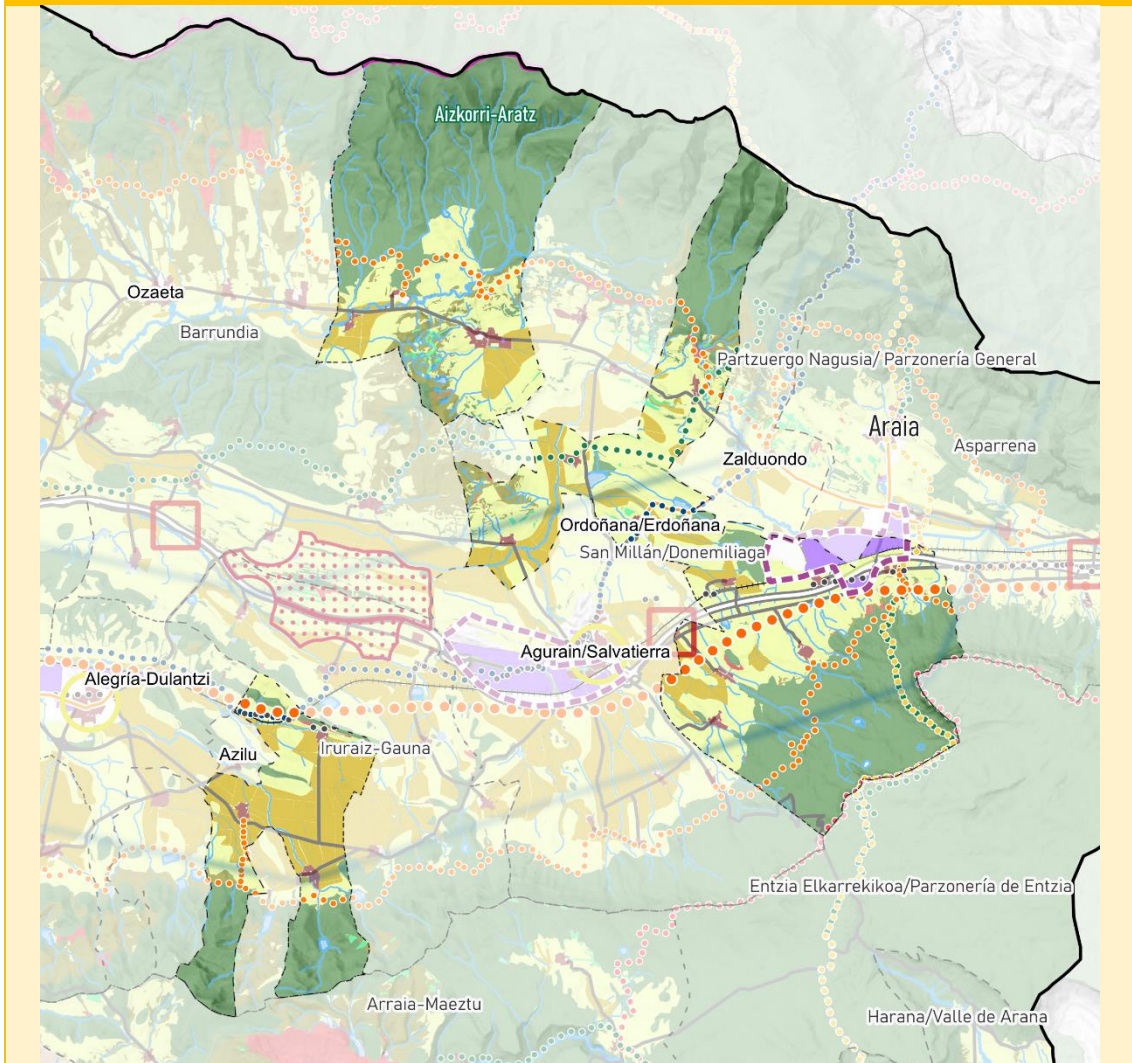 Aizkorri-Aratz
Ozaeta
Barrundia
Partzuergo Nagusia/ Parzonería General
Araia
Asparrena
Zalduondo
Ordoñana/Erdoñana
San Millán/Donemiliaga
Agurain/Salvatierra
Alegría-Dulantzi
Iruraiz-Gauna
Azilu
Entzia Elkarrekikoa/Parzonería de Entzia
Arraia-Maeztu
Harana/Valle de Arana